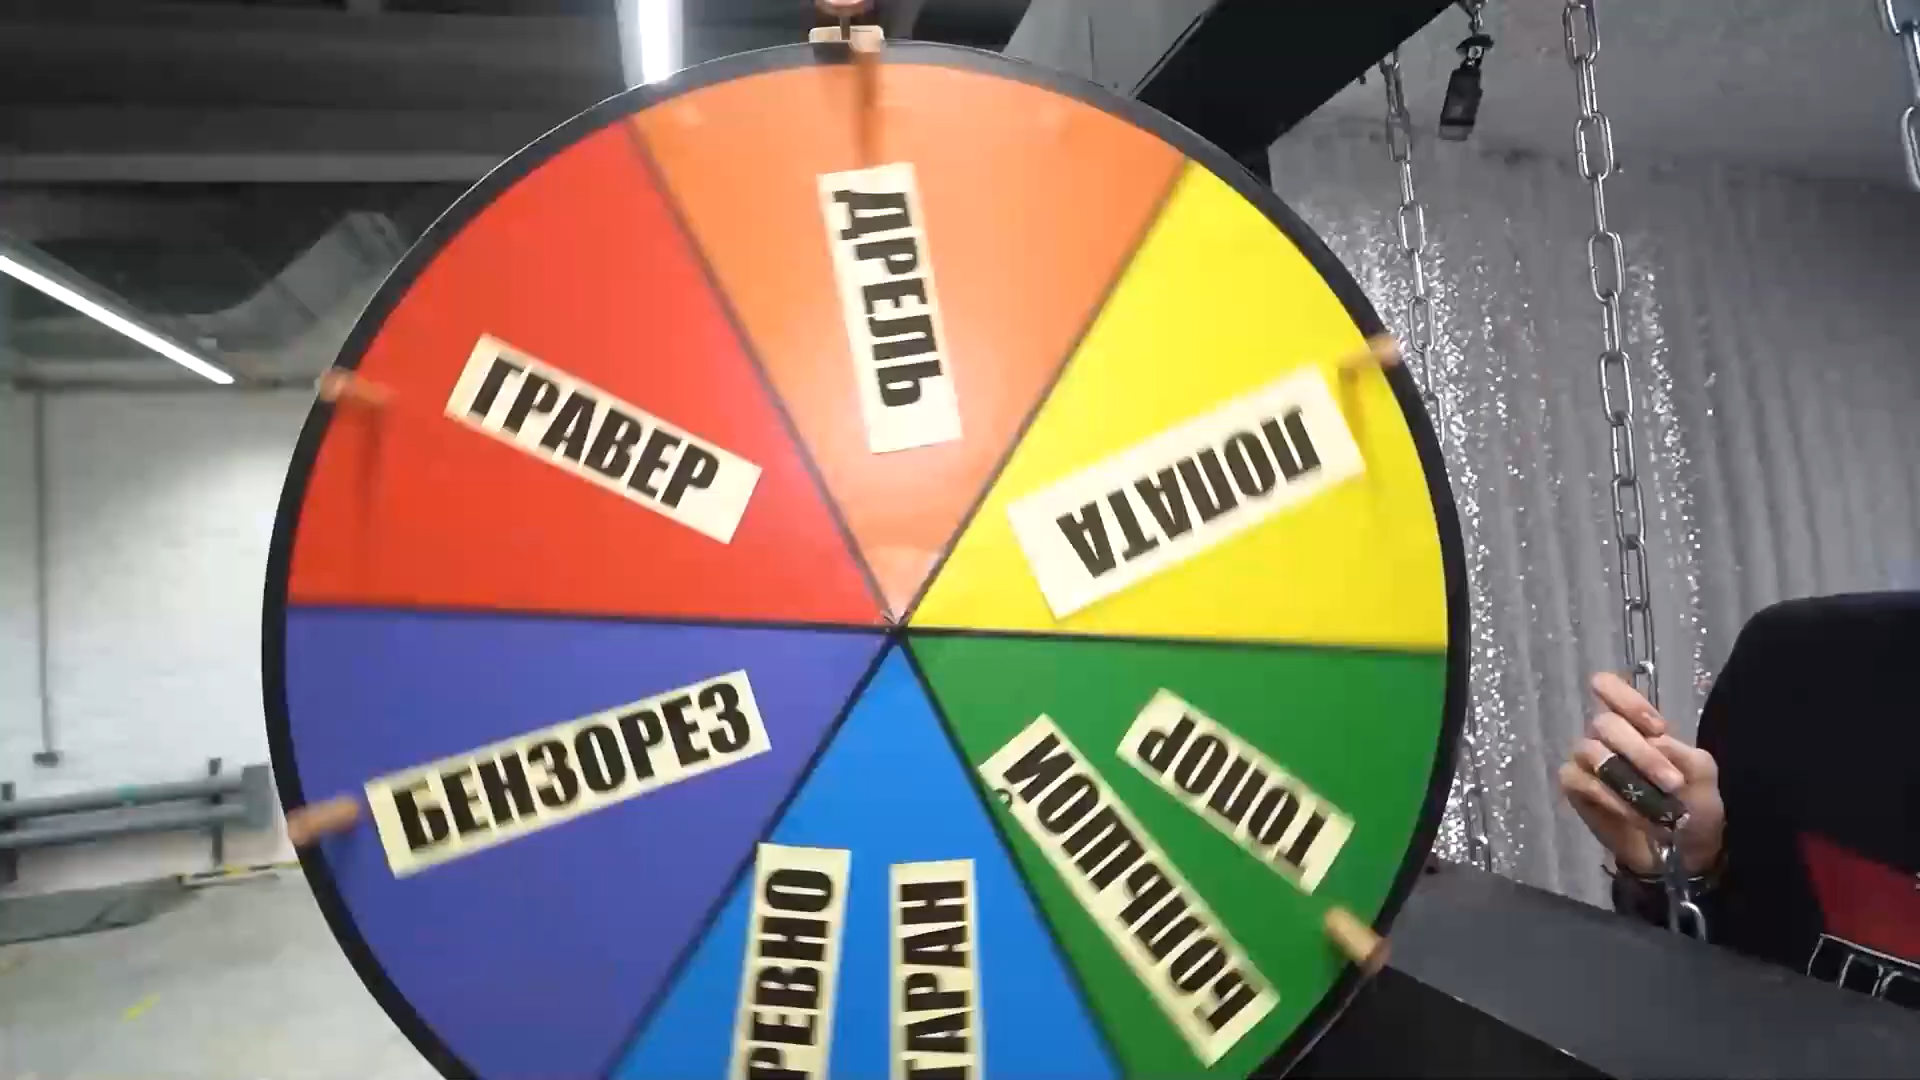 ДРЕЛЬ
ЛОПАТА
ГРАВЕР
ТОПОР
БОЛЬШОЙ
БЕНЗОРЕЗ
РЕВНО
ТАРАН